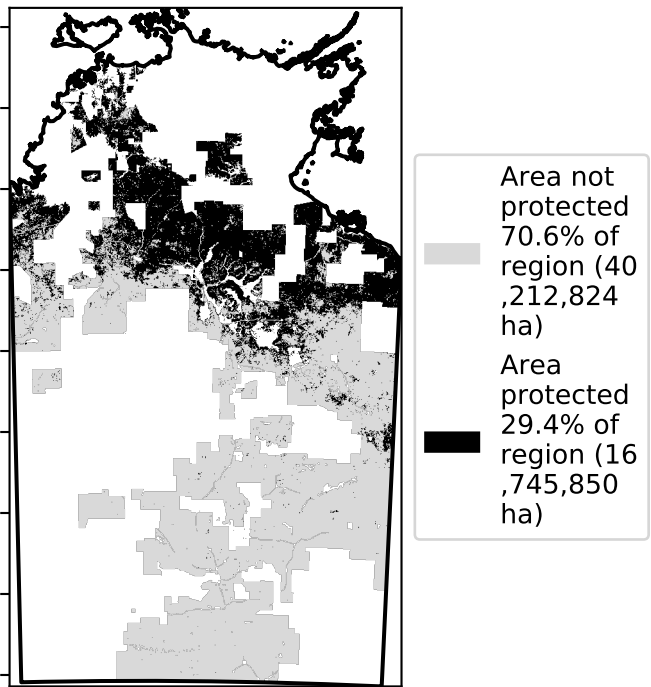 Area not
protected
70.6% of
region (40
,212,824
ha)
Area
protected
29.4% of
region (16
,745,850
ha)